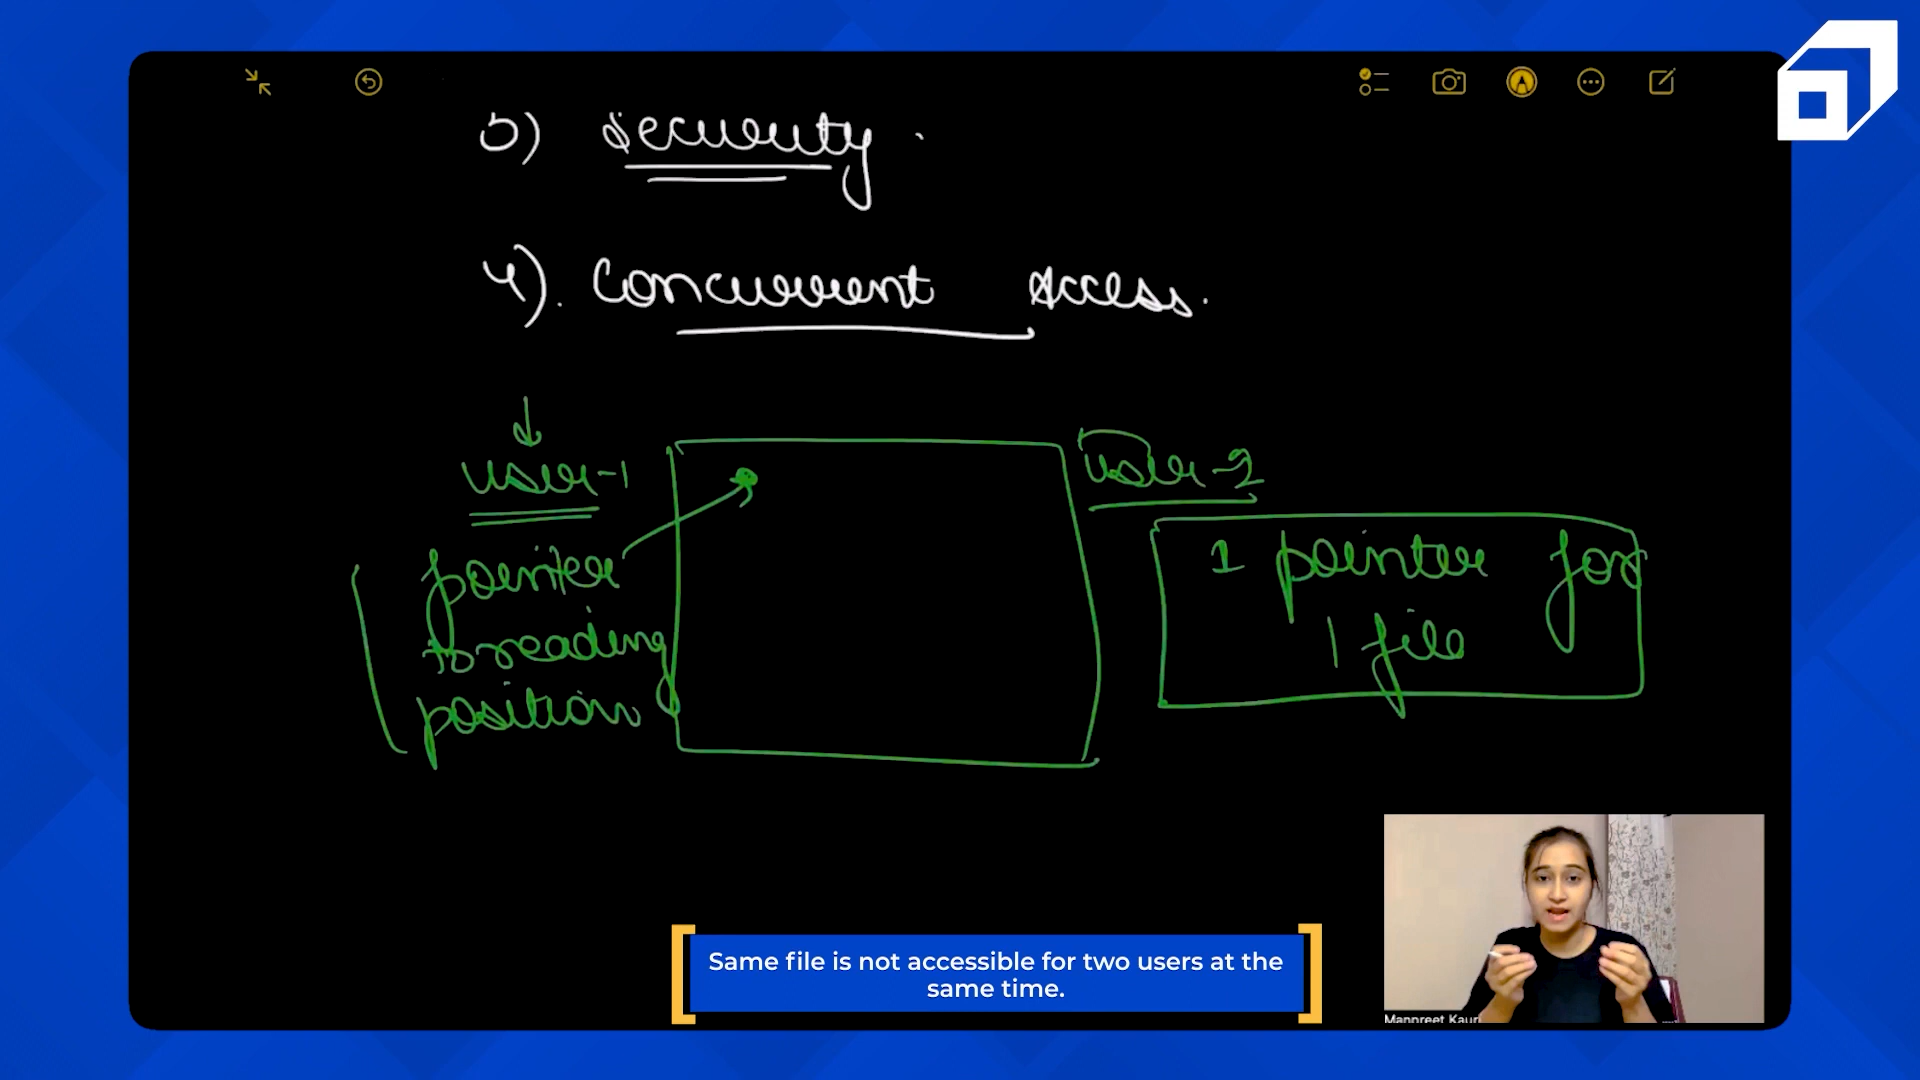 3) Security.
4). Concurrent Access.
user-1
user-2
pointer
to reading
position
1 pointer for
1 file
Same file is not accessible for two users at the
same time.
Manpreet Kaur